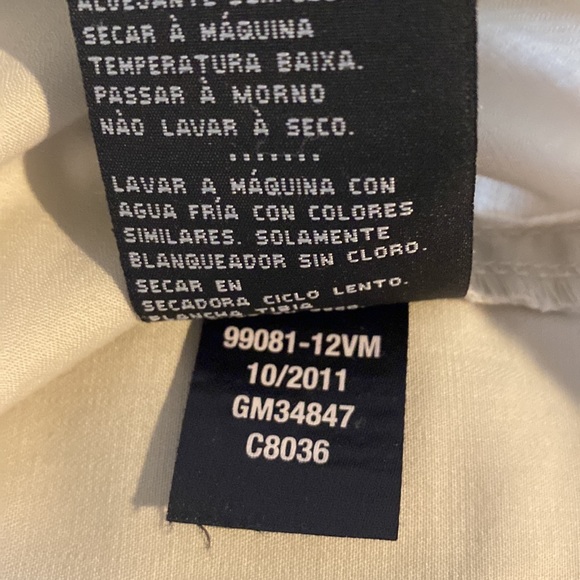 SECAR À MÁQUINA
TEMPERATURA BAIXA.
PASSAR À MORNO
NÃO LAVAR À SECO.
.......
LAVAR A MÁQUINA CON
AGUA FRÍA CON COLORES
SIMILARES. SOLAMENTE
BLANQUEADOR SIN CLORO.
SECAR EN
SECADORA CICLO LENTO.
99081-12VM
10/2011
GM34847
C8036